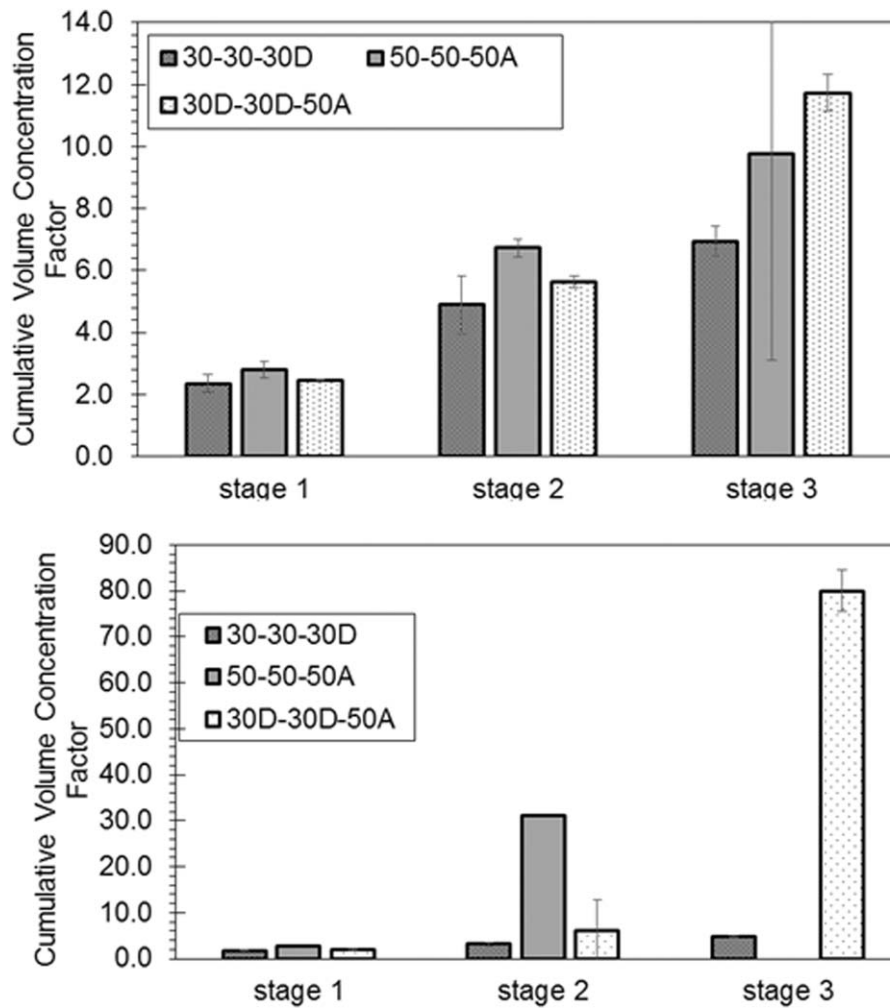 14.0
12.0
10.0
8.0
6.0
4.0
2.0
0.0
Cumulative Volume Concentration
Factor
30-30-30D 50-50-50A
30D-30D-50A
stage 1 stage 2 stage 3
90.0
80.0
70.0
60.0
50.0
40.0
30.0
20.0
10.0
0.0
Cumulative Volume Concentration
Factor
30-30-30D
50-50-50A
30D-30D-50A
stage 1 stage 2 stage 3